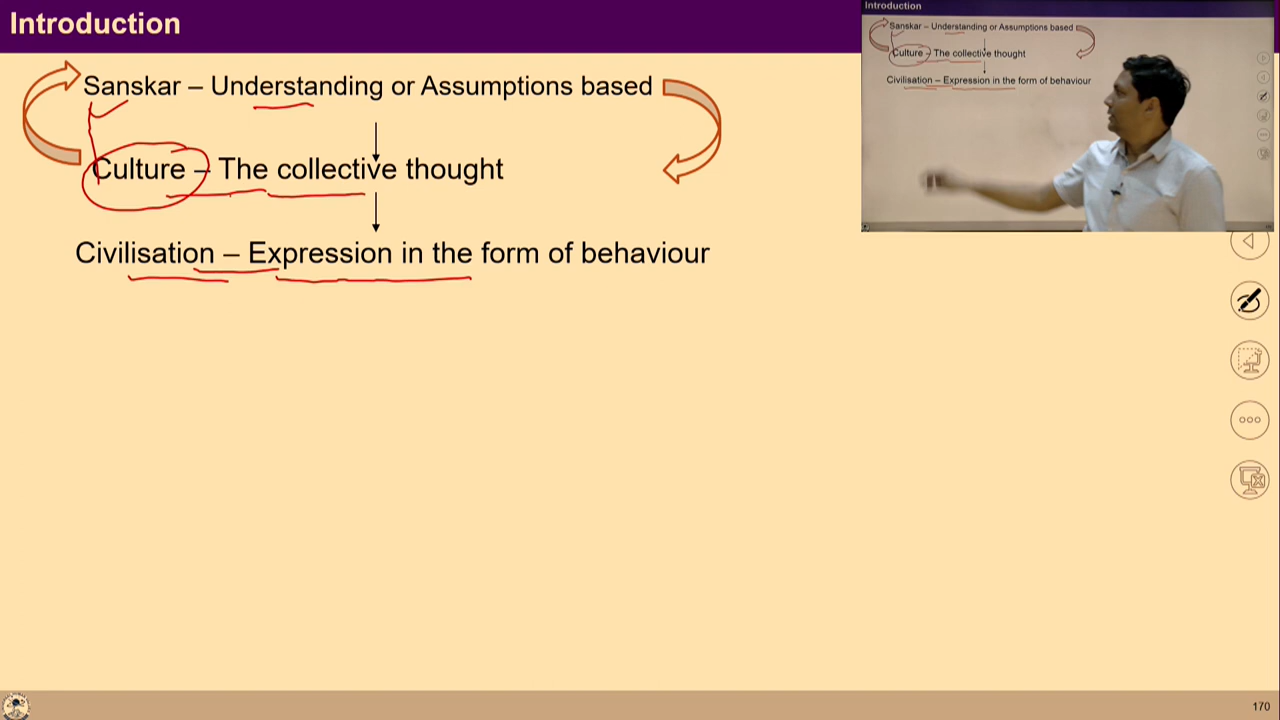 Introduction
Sanskar – Understanding or Assumptions based
Culture – The collective thought
Civilisation – Expression in the form of behaviour
170
Introduction
Sanskar – Understanding or Assumptions based
Culture – The collective thought
Civilisation – Expression in the form of behaviour